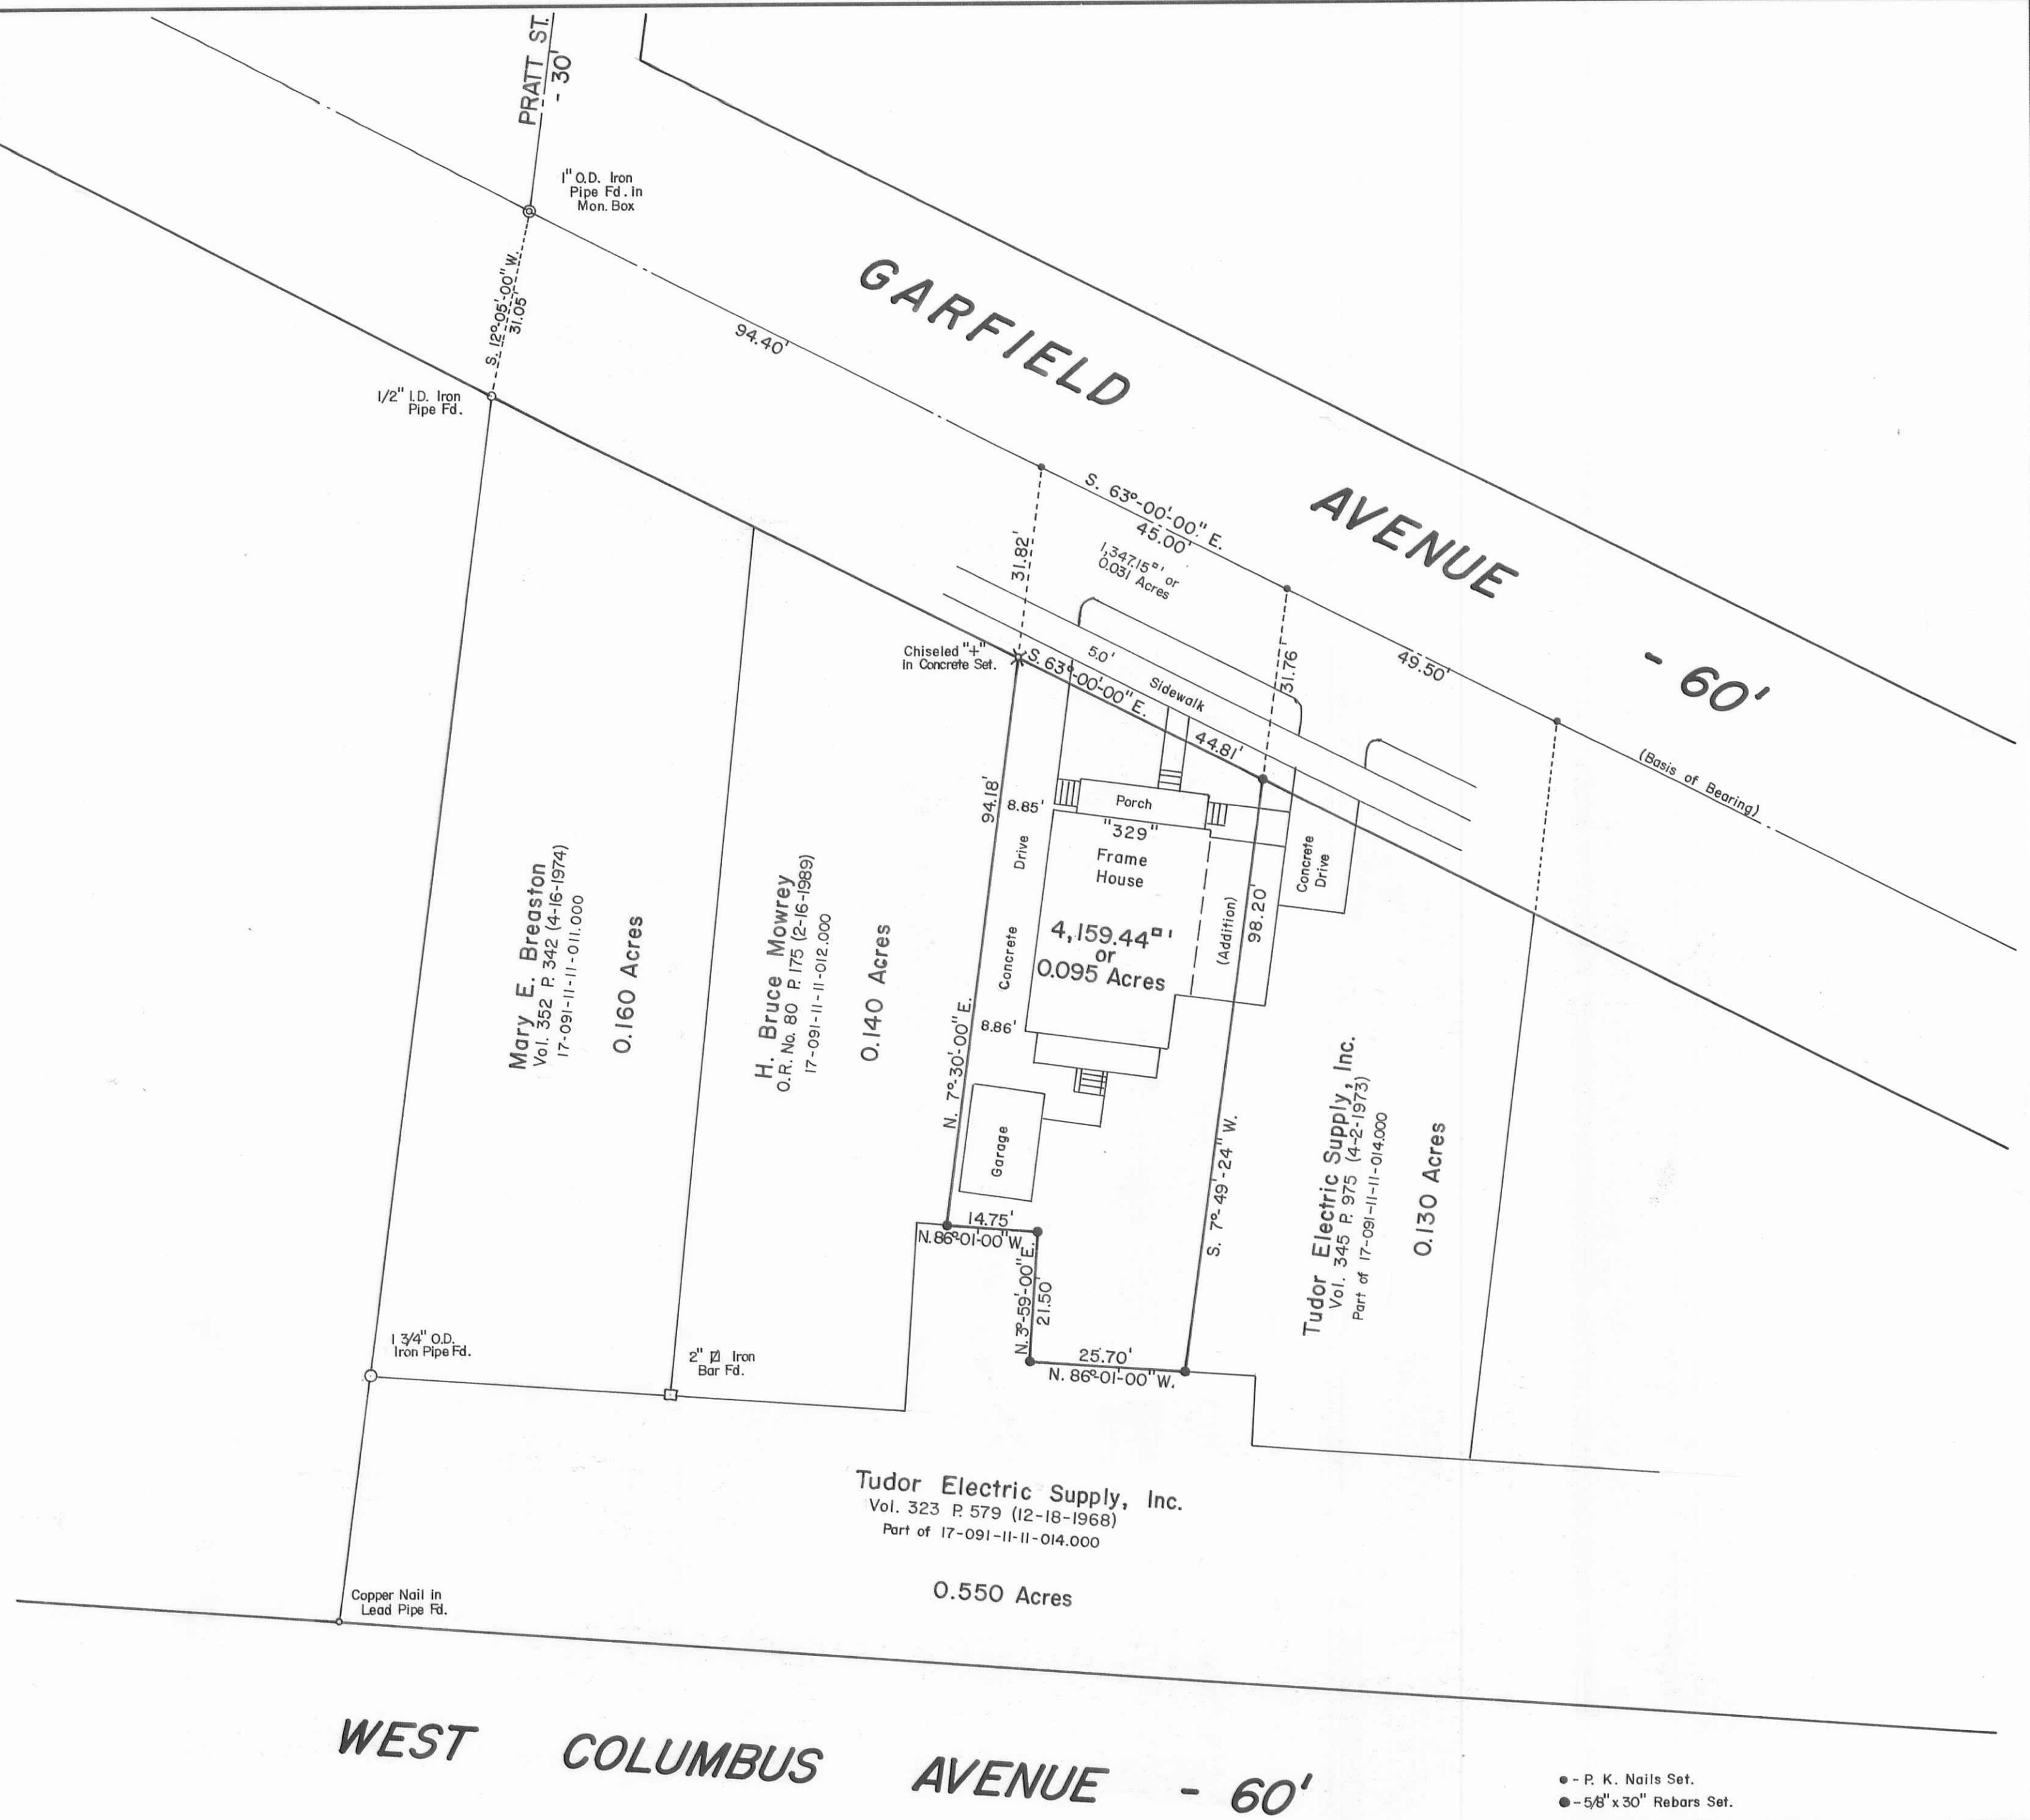 PRATT ST.
- 30'
1" O.D. Iron
Pipe Fd. in
Mon. Box
S. 12°-05'-00" W.
31.05'
1/2" I.D. Iron
Pipe Fd.
94.40'
GARFIELD AVENUE - 60'
S. 63°-00'-00" E.
45.00'
1,347.15□' or
0.031 Acres
31.82'
31.76'
49.50'
(Basis of Bearing)
Chiseled "+"
in Concrete Set.
5.0'
Sidewalk
S. 63°-00'-00" E.
44.81'
94.18'
8.85'
Porch
"329"
Frame
House
Concrete Drive
Concrete
Drive
(Addition)
98.20'
4,159.44□'
or
0.095 Acres
8.86'
N. 7°-30'-00" E.
Garage
Mary E. Breaston
Vol. 352 P. 342 (4-16-1974)
17-091-11-11-011.000
0.160 Acres
H. Bruce Mowrey
O.R. No. 80 P. 175 (2-16-1989)
17-091-11-11-012.000
0.140 Acres
S. 7°-49'-24" W.
Tudor Electric Supply, Inc.
Vol. 345 P. 975 (4-2-1973)
Part of 17-091-11-11-014.000
0.130 Acres
14.75'
N. 86°-01'-00" W.
N. 3°-59'-00" E.
21.50'
25.70'
N. 86°-01'-00" W.
1 3/4" O.D.
Iron Pipe Fd.
2" ⍁ Iron
Bar Fd.
Tudor Electric Supply, Inc.
Vol. 323 P. 579 (12-18-1968)
Part of 17-091-11-11-014.000
0.550 Acres
Copper Nail in
Lead Pipe Fd.
WEST COLUMBUS AVENUE - 60'
● - P. K. Nails Set.
● - 5/8" x 30" Rebars Set.